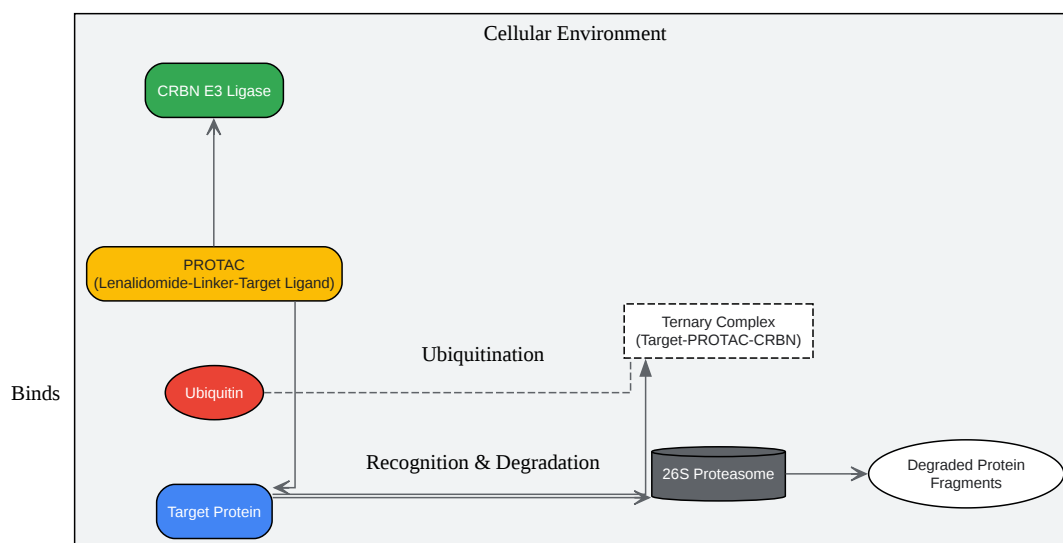 Cellular Environment
CRBN E3 Ligase
PROTAC
(Lenalidomide-Linker-Target Ligand)
Ternary Complex
(Target-PROTAC-CRBN)
Ubiquitination
Ubiquitin
Binds
Recognition & Degradation
26S Proteasome
Degraded Protein
Fragments
Target Protein